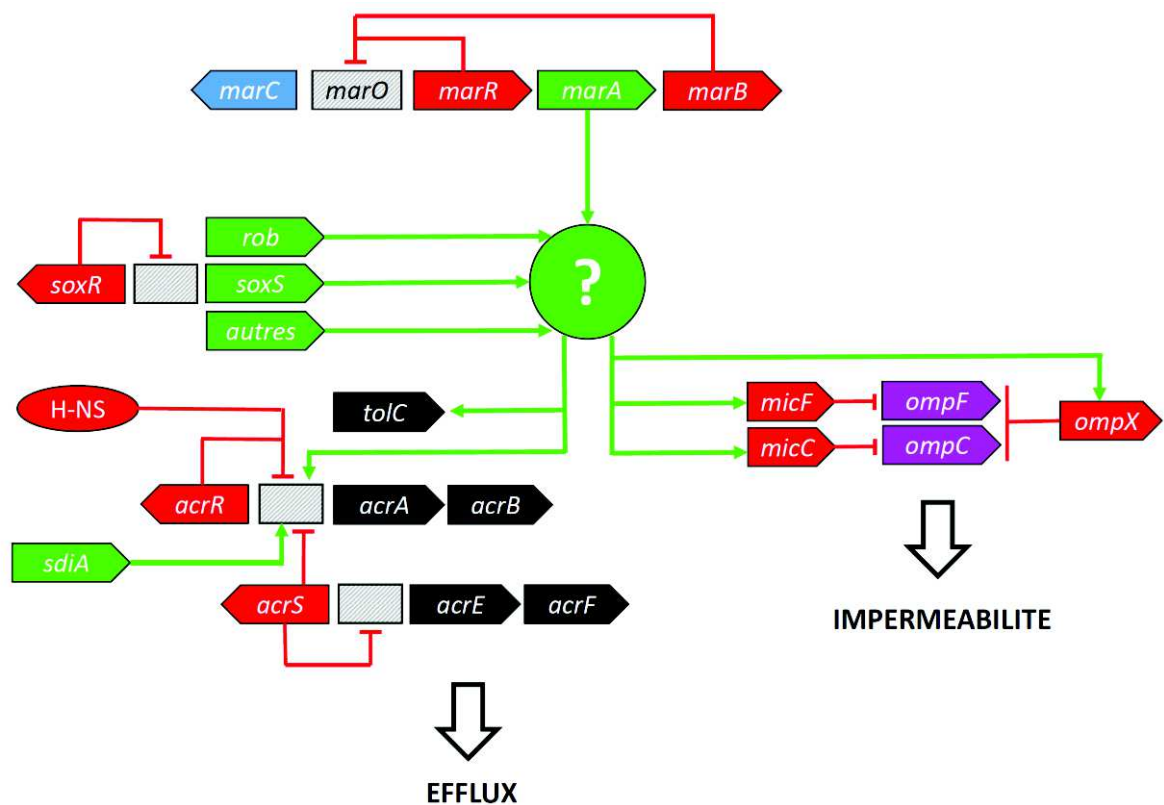 marC marO marR marA marB
rob
soxR soxS
autres
?
H-NS tolC micF ompF ompX
micC ompC
acrR acrA acrB
sdiA
acrS acrE acrF
IMPERMEABILITE
EFFLUX